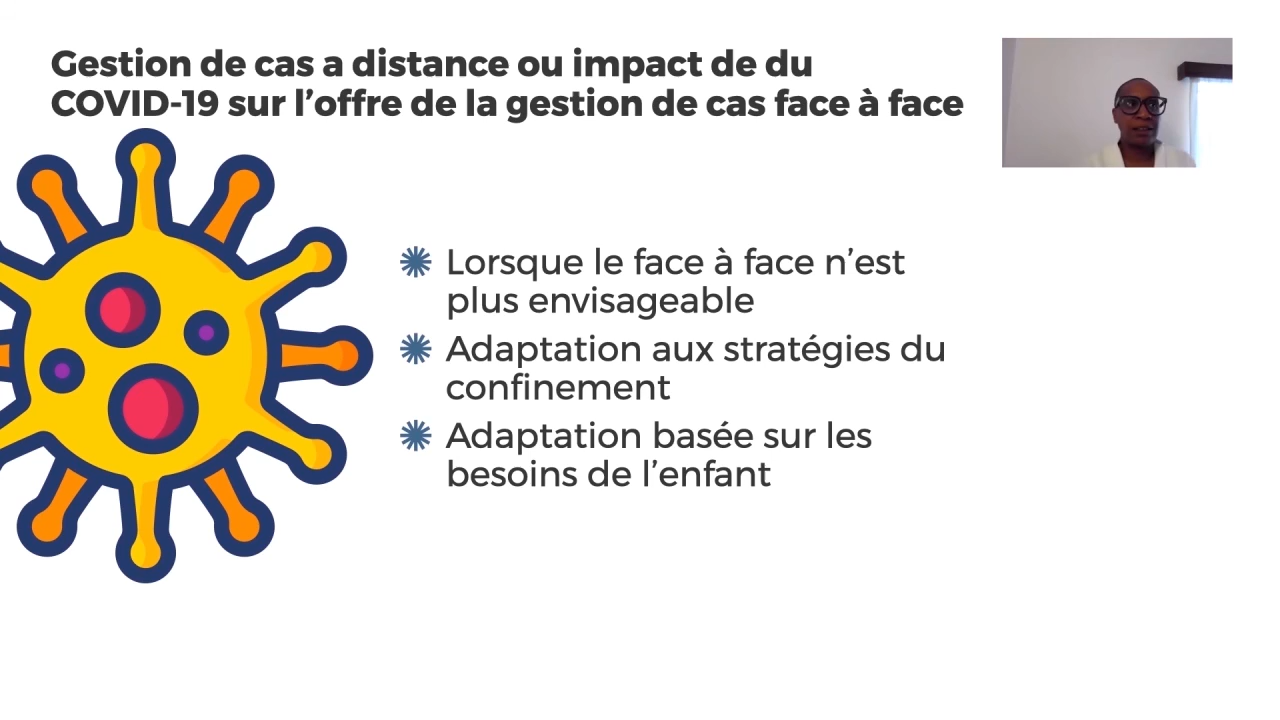 Gestion de cas a distance ou impact de du
COVID-19 sur l’offre de la gestion de cas face à face
Lorsque le face à face n’est
plus envisageable
Adaptation aux stratégies du
confinement
Adaptation basée sur les
besoins de l’enfant